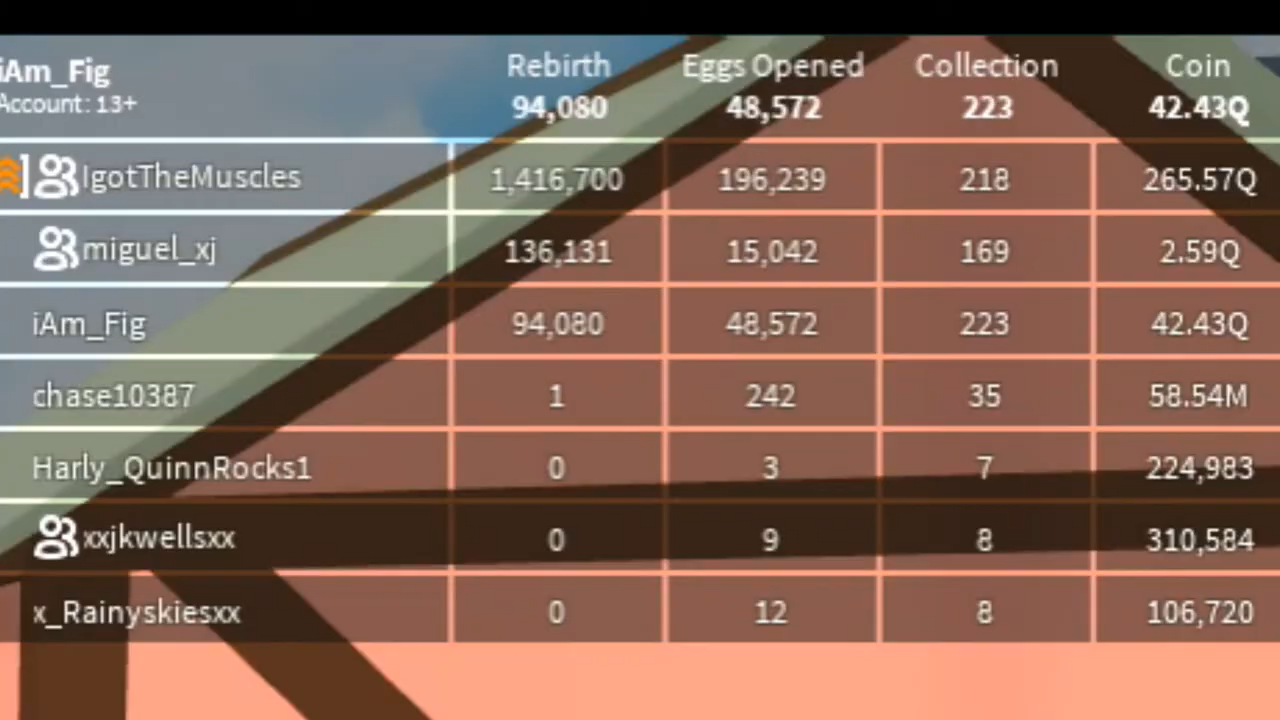 iAm_Fig Rebirth Eggs Opened Collection Coin
Account: 13+ 94,080 48,572 223 42.43Q
IgotTheMuscles 1,416,700 196,239 218 265.57Q
miguel_xj 136,131 15,042 169 2.59Q
iAm_Fig 94,080 48,572 223 42.43Q
chase10387 1 242 35 58.54M
Harly_QuinnRocks1 0 3 7 224,983
xxjkwellsxx 0 9 8 310,584
x_Rainyskiesxx 0 12 8 106,720